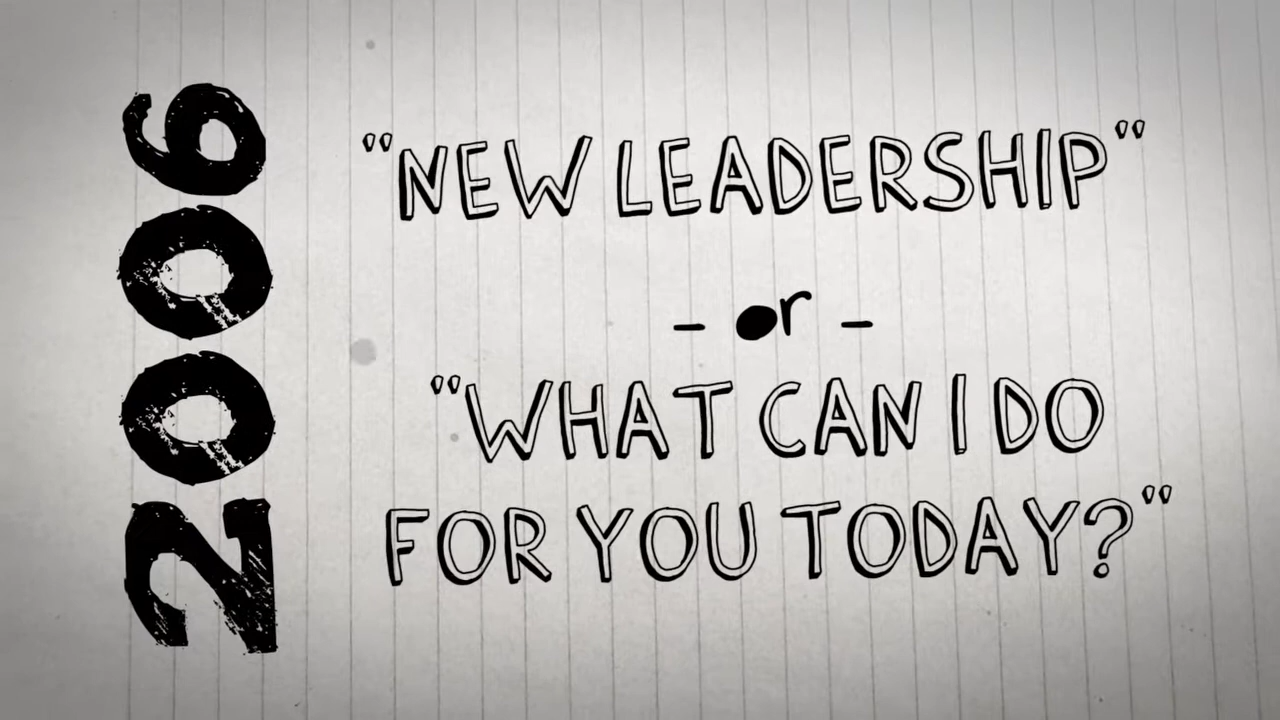 2006
"NEW LEADERSHIP"
- or -
"WHAT CAN I DO
FOR YOU TODAY?"